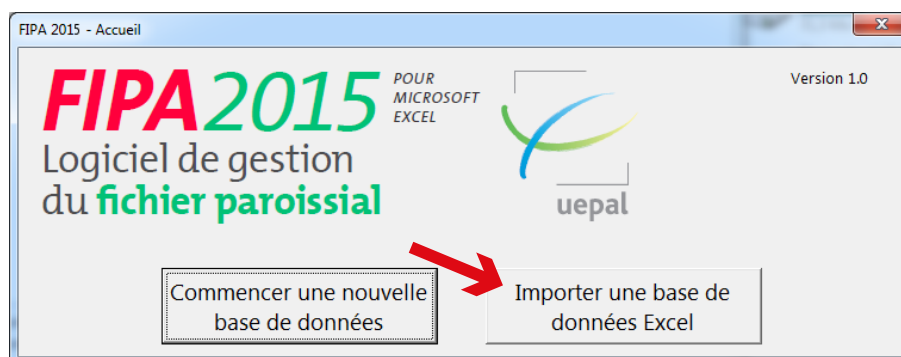 FIPA 2015 - Accueil
FIPA2015
POUR
MICROSOFT
EXCEL
Version 1.0
Logiciel de gestion
du fichier paroissial
uepal
Commencer une nouvelle
base de données
Importer une base de
données Excel